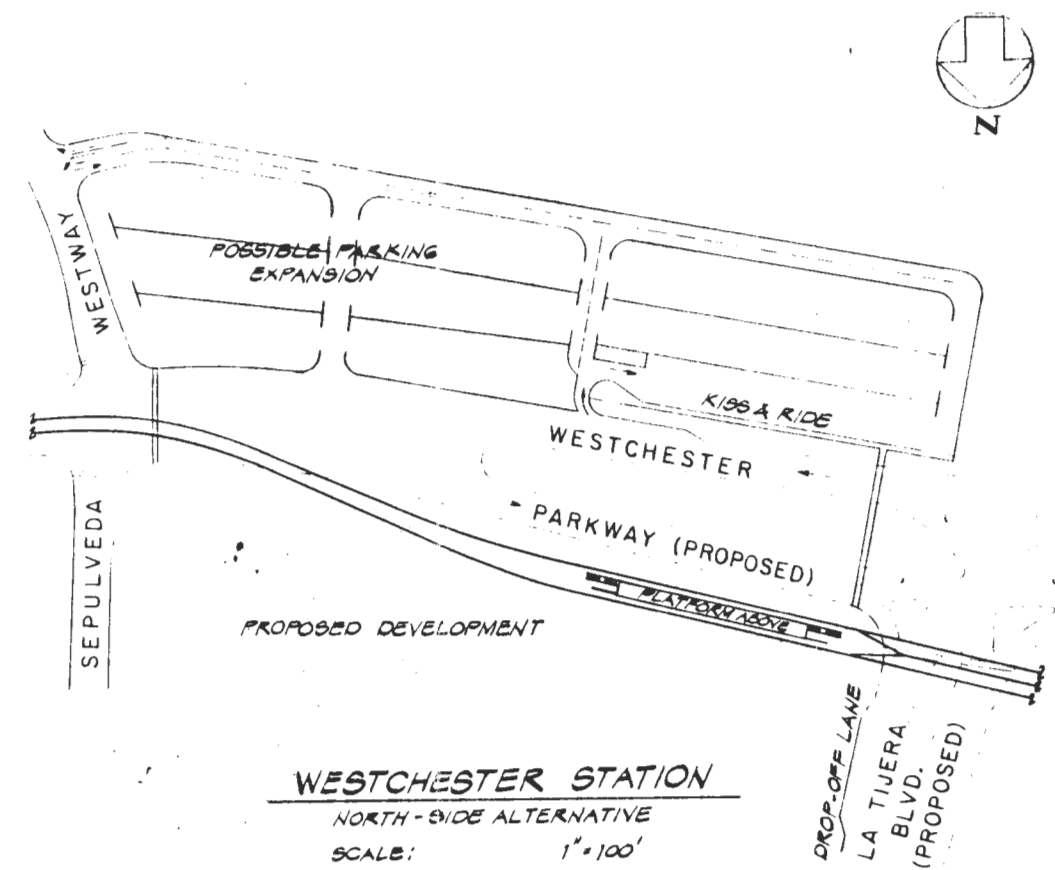 N
WESTWAY
POSSIBLE PARKING
EXPANSION
KISS & RIDE
WESTCHESTER
PARKWAY (PROPOSED)
SEPULVEDA
PLATFORM ABOVE
PROPOSED DEVELOPMENT
DROP-OFF LANE
LA TIJERA
BLVD.
(PROPOSED)
WESTCHESTER STATION
NORTH-SIDE ALTERNATIVE
SCALE: 1"=100'